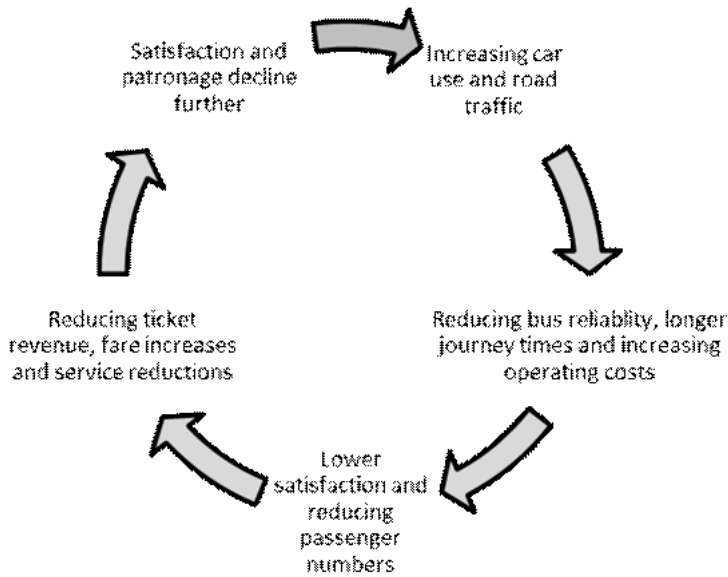 Satisfaction and
patronage decline
further
Increasing car
use and road
traffic
Reducing bus reliablity, longer
journey times and increasing
operating costs
Lower
satisfaction and
reducing
passenger
numbers
Reducing ticket
revenue, fare increases
and service reductions